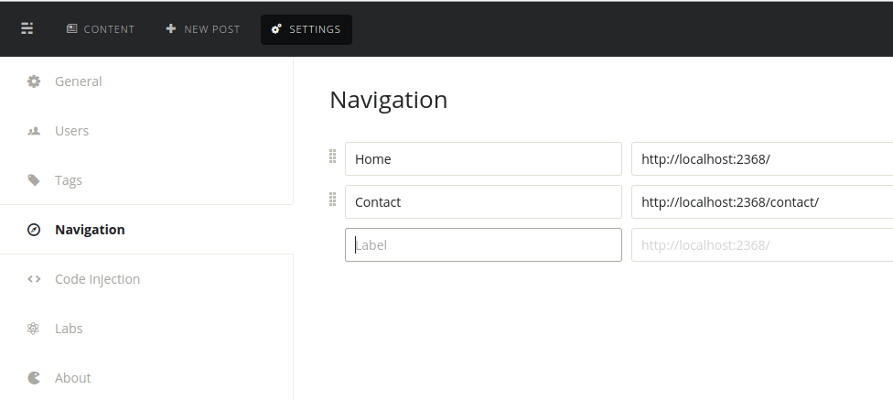 CONTENT NEW POST SETTINGS
General
Users
Tags
Navigation
Code Injection
Labs
About
Navigation
Home http://localhost:2368/
Contact http://localhost:2368/contact/
Label http://localhost:2368/